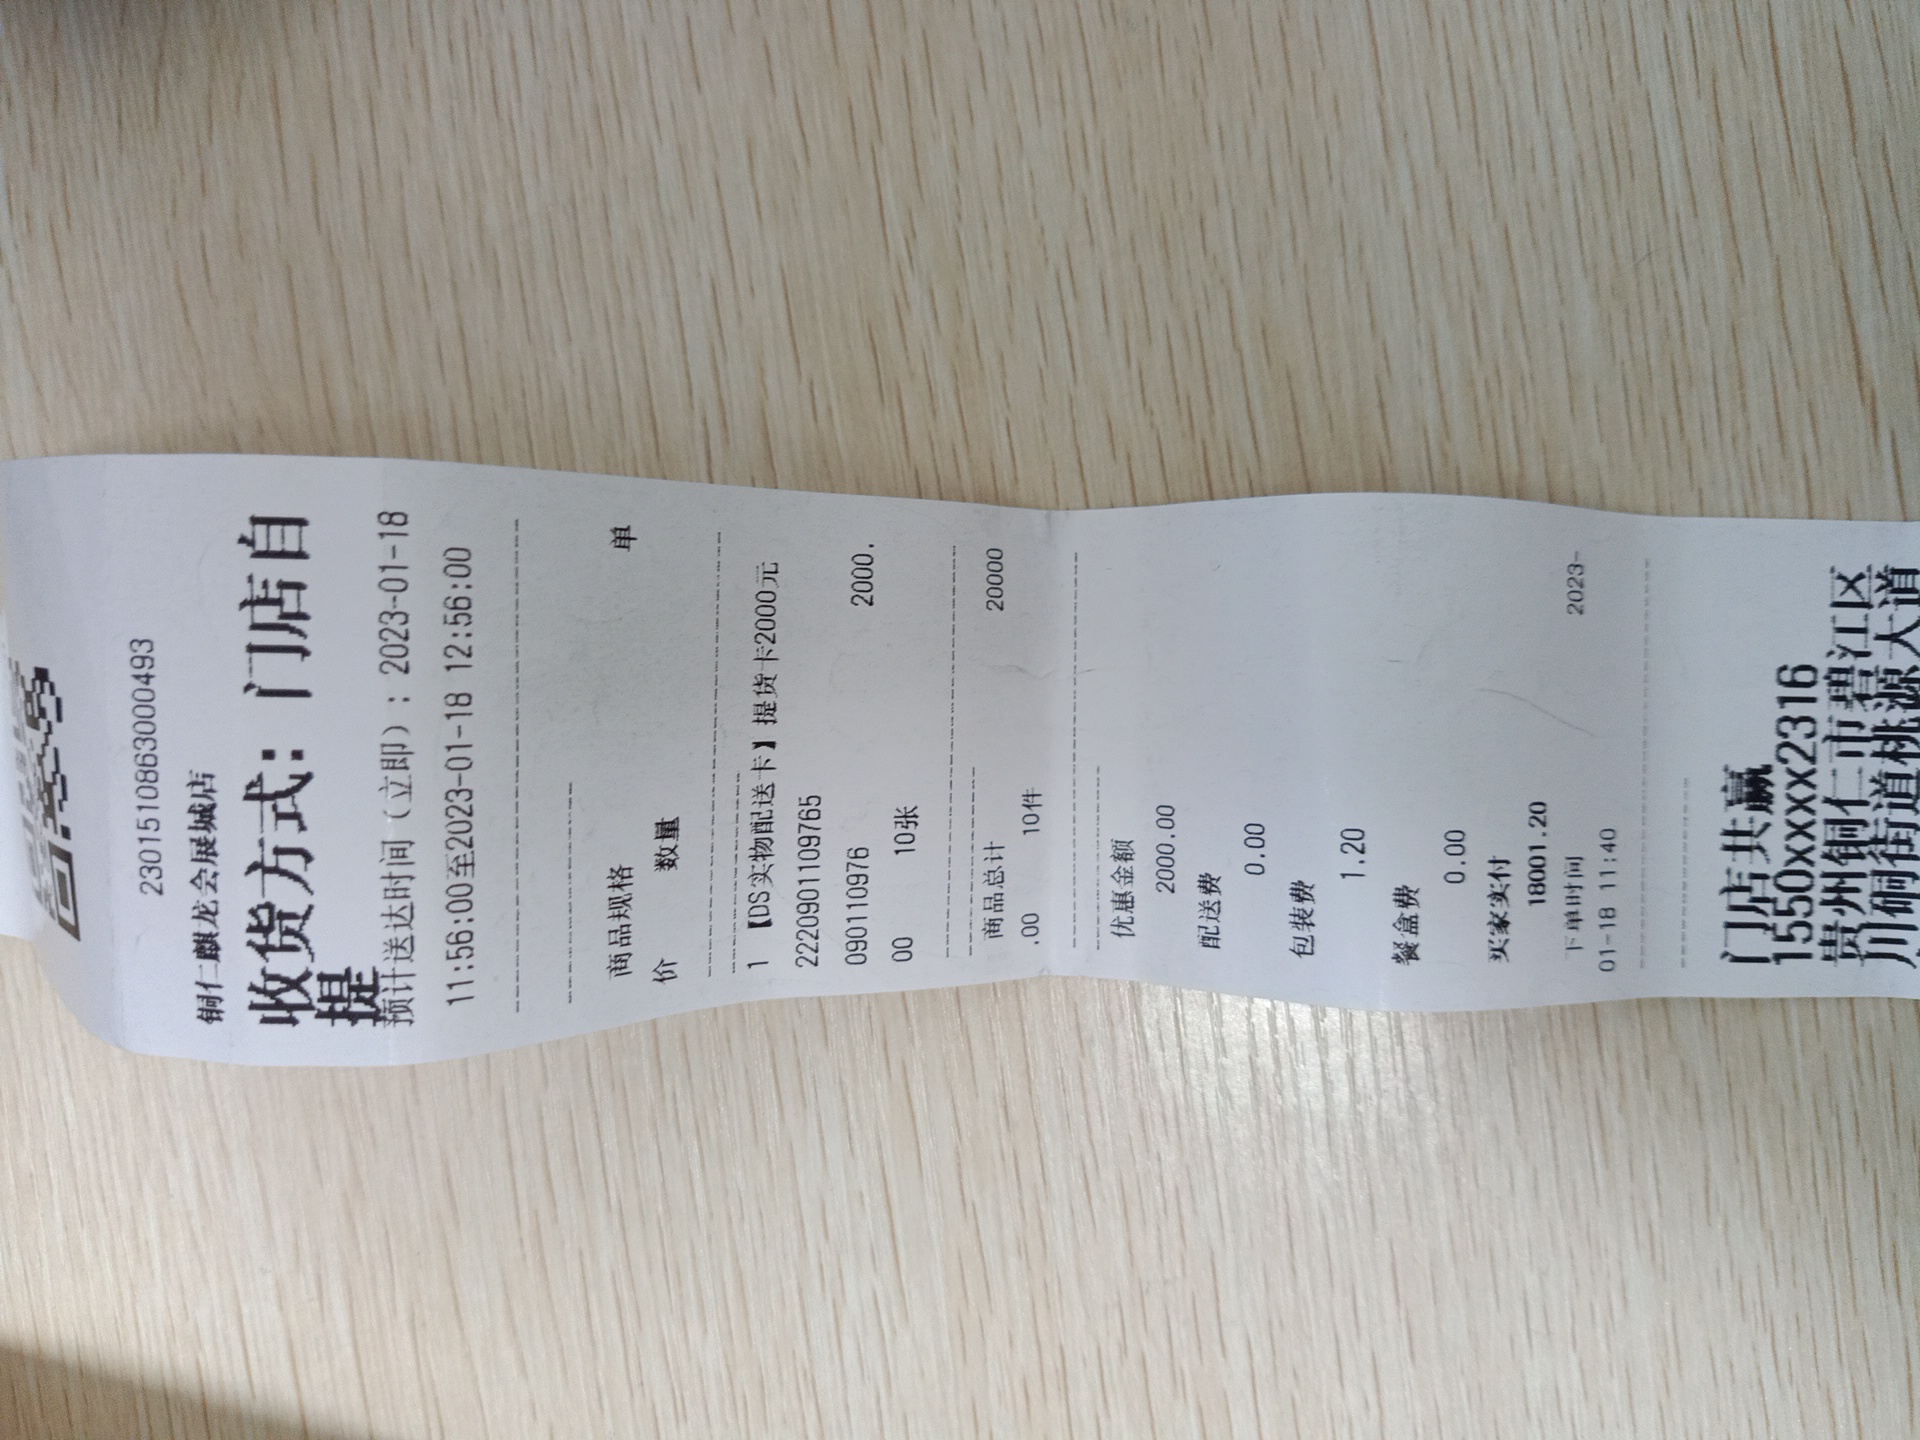 2301510863000493
铜仁麒龙会展城店
收货方式：门店自
提
预计送达时间（立即）：2023-01-18
11:56:00至2023-01-18 12:56:00
商品规格 单
价 数量
1 【DS实物配送卡】提货卡2000元
2220901109765
090110976 2000.
00 10张
商品总计 20000
.00 10件
优惠金额
2000.00
配送费
0.00
包装费
1.20
餐盒费
0.00
买家实付
18001.20
下单时间 2023-
01-18 11:40
门店共赢
1550xxxx2316
贵州铜仁市碧江区
川硐街道桃源大道